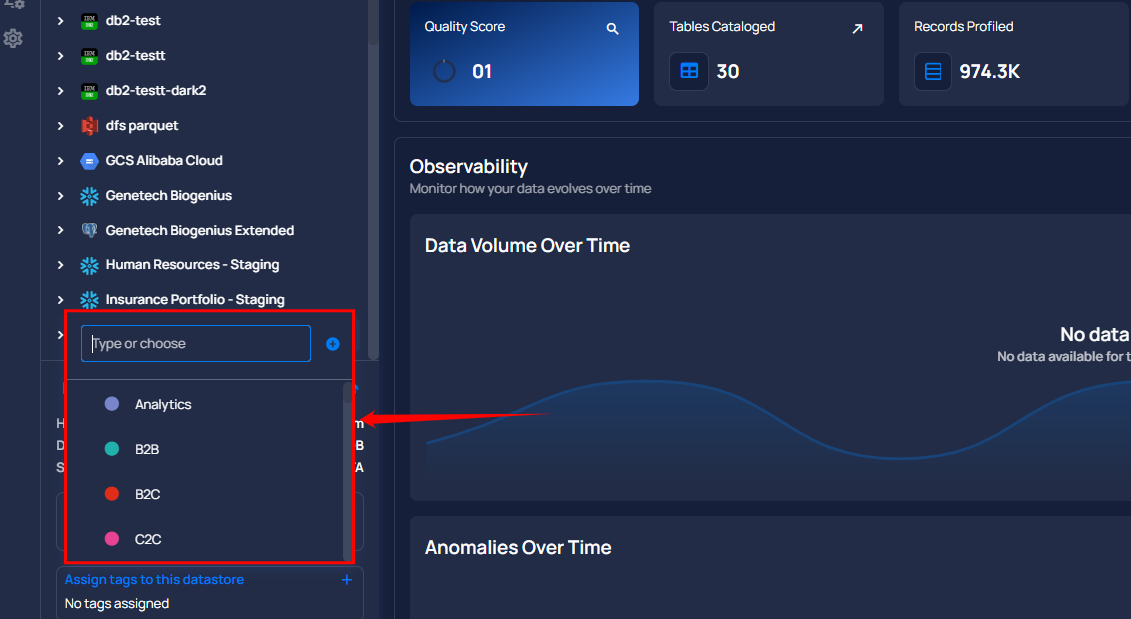 db2-test
db2-testt
db2-testt-dark2
dfs parquet
GCS Alibaba Cloud
Genetech Biogenius
Genetech Biogenius Extended
Human Resources - Staging
Insurance Portfolio - Staging
Type or choose
Analytics
B2B
B2C
C2C
H
m
D
B
S
/A
Assign tags to this datastore
+
No tags assigned
Quality Score
01
Tables Cataloged
30
Records Profiled
974.3K
Observability
Monitor how your data evolves over time
Data Volume Over Time
No data
No data available for t
Anomalies Over Time